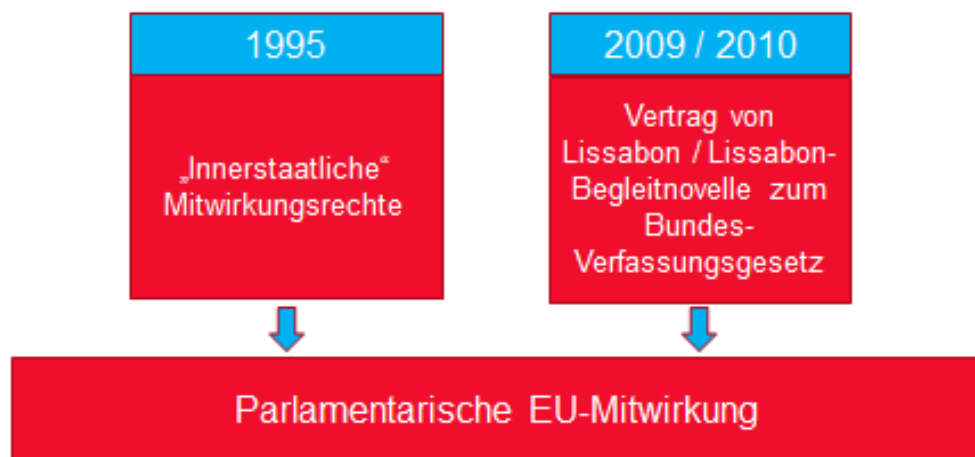 1995
„Innerstaatliche“
Mitwirkungsrechte
2009 / 2010
Vertrag von
Lissabon / Lissabon-
Begleitnovelle zum
Bundes-
Verfassungsgesetz
Parlamentarische EU-Mitwirkung